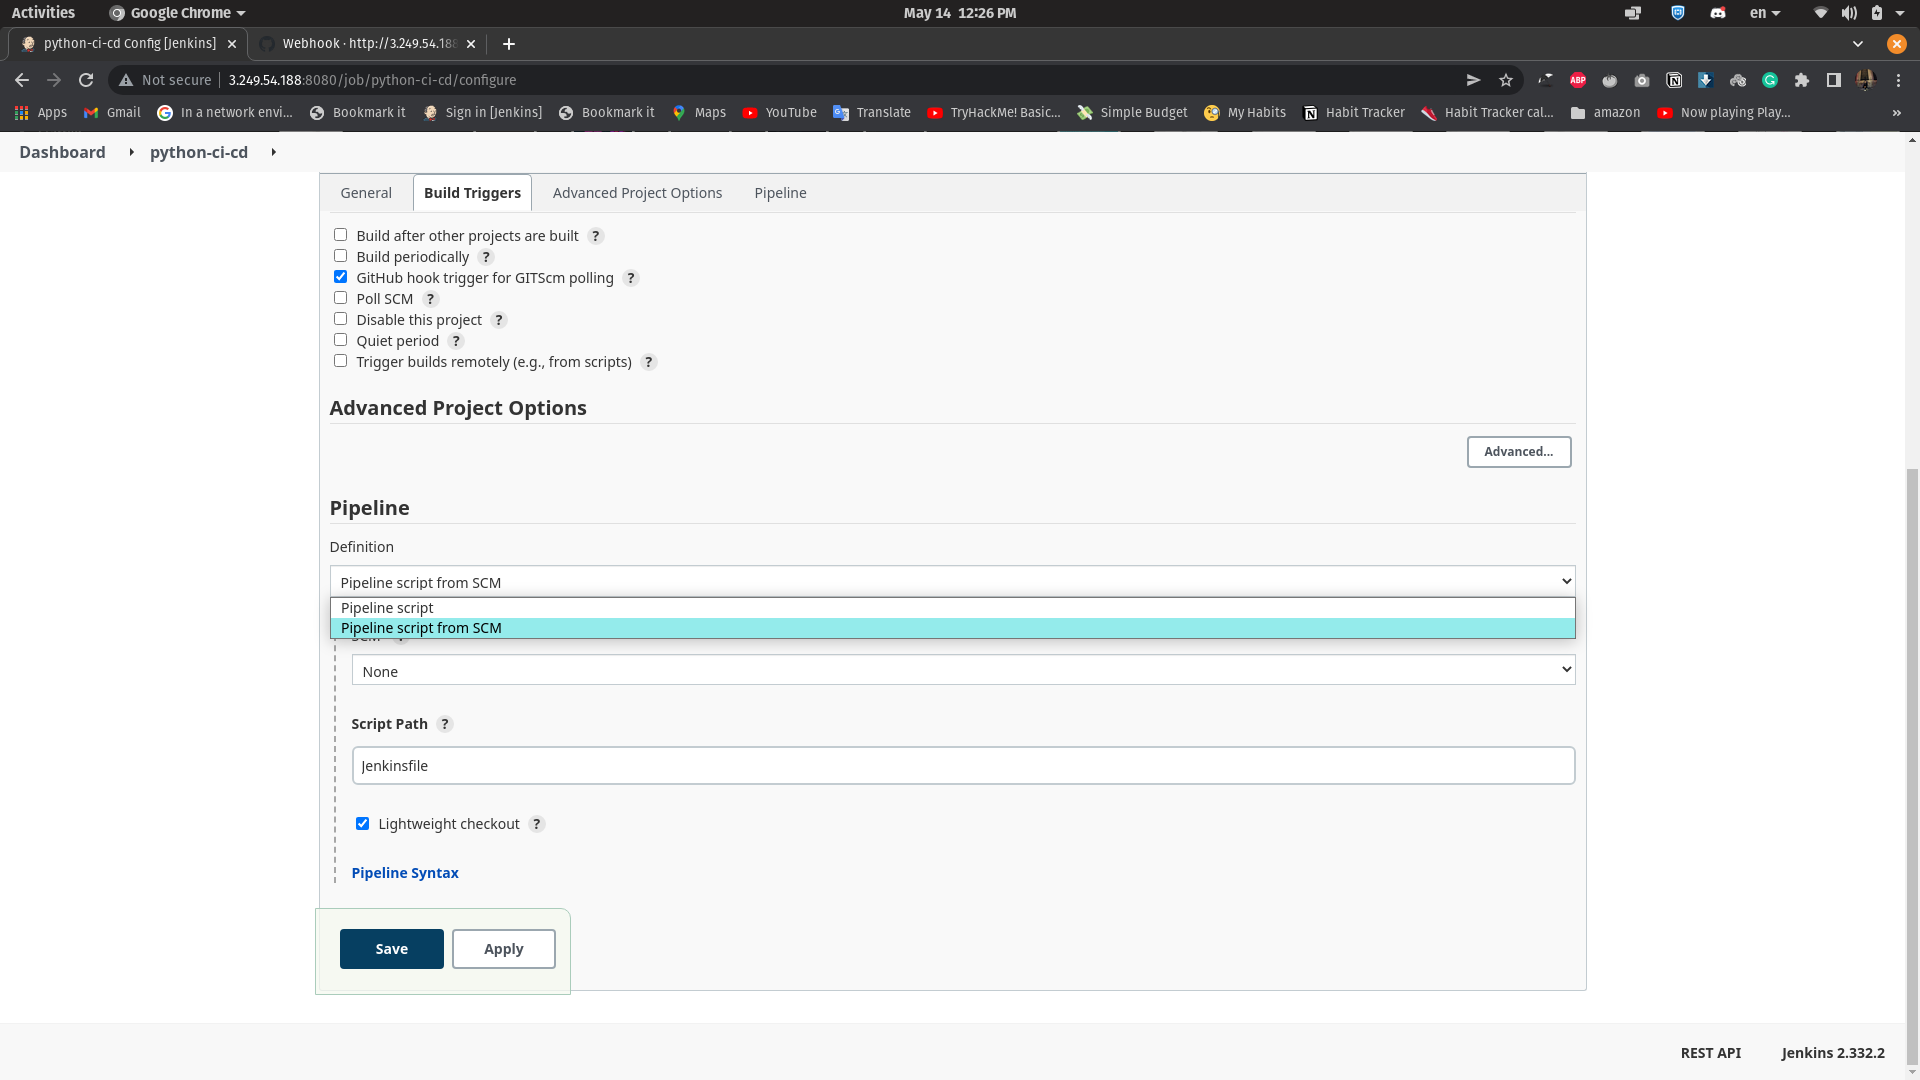 Activities
Google Chrome
May 14 12:26 PM
en
python-ci-cd Config [Jenkins]
Webhook · http://3.249.54.188
Not secure
3.249.54.188:8080/job/python-ci-cd/configure
ABP
Apps
Gmail
In a network envi...
Bookmark it
Sign in [Jenkins]
Bookmark it
Maps
YouTube
Translate
TryHackMe! Basic...
Simple Budget
My Habits
Habit Tracker
Habit Tracker cal...
amazon
Now playing Play...
»
Dashboard
python-ci-cd
General
Build Triggers
Advanced Project Options
Pipeline
Build after other projects are built ?
Build periodically ?
GitHub hook trigger for GITScm polling ?
Poll SCM ?
Disable this project ?
Quiet period ?
Trigger builds remotely (e.g., from scripts) ?
Advanced Project Options
Advanced...
Pipeline
Definition
Pipeline script from SCM
Pipeline script
Pipeline script from SCM
None
Script Path ?
Jenkinsfile
Lightweight checkout ?
Pipeline Syntax
Save
Apply
REST API
Jenkins 2.332.2